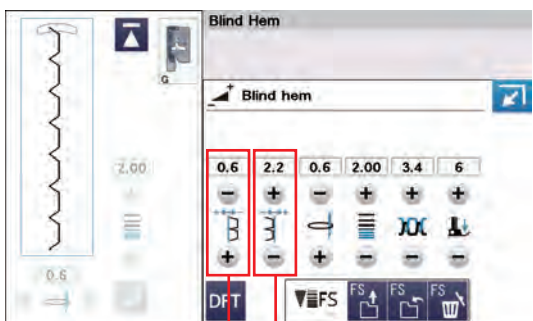 Blind Hem
G
Blind hem
2.00
0.6 2.2 0.6 2.00 3.4 6
− + − + + +
+ − + − − −
0.6
DFT FS FS FS FS